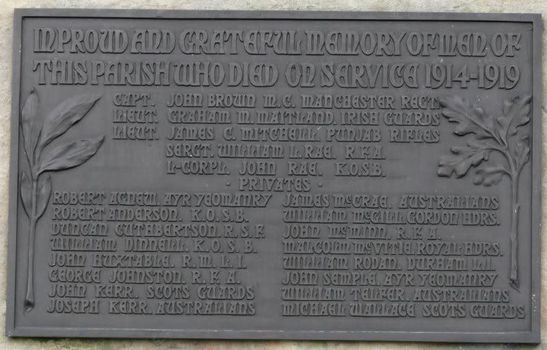 IN PROUD AND GRATEFUL MEMORY OF MEN OF
THIS PARISH WHO DIED ON SERVICE 1914-1919
CAPT. JOHN BROWN M.C. MANCHESTER REGT.
LIEUT. GRAHAM M. MAITLAND, IRISH GUARDS
LIEUT. JAMES C. MITCHELL, PUNJAB RIFLES
SERGT. WILLIAM L. RAE, R.F.A.
L-CORPL. JOHN RAE, K.O.S.B.
· PRIVATES ·
ROBERT AGNEW, AYR YEOMANRY
ROBERT ANDERSON, K.O.S.B.
DUNCAN CUTHBERTSON, R.S.F.
WILLIAM DINNELL, K.O.S.B.
JOHN HUXTABLE, R.M.L.I.
GEORGE JOHNSTON, R.F.A.
JOHN KERR, SCOTS GUARDS
JOSEPH KERR, AUSTRALIANS
JAMES McCRAE, AUSTRALIANS
WILLIAM McGILL, GORDON HDRS.
JOHN McMINN, R.F.A.
MALCOLM McVITIE, ROYAL HDRS.
WILLIAM RODAN, DURHAM L.I.
JOHN SEMPLE, AYR YEOMANRY
WILLIAM TELFER, AUSTRALIANS
MICHAEL WALLACE SCOTS GUARDS